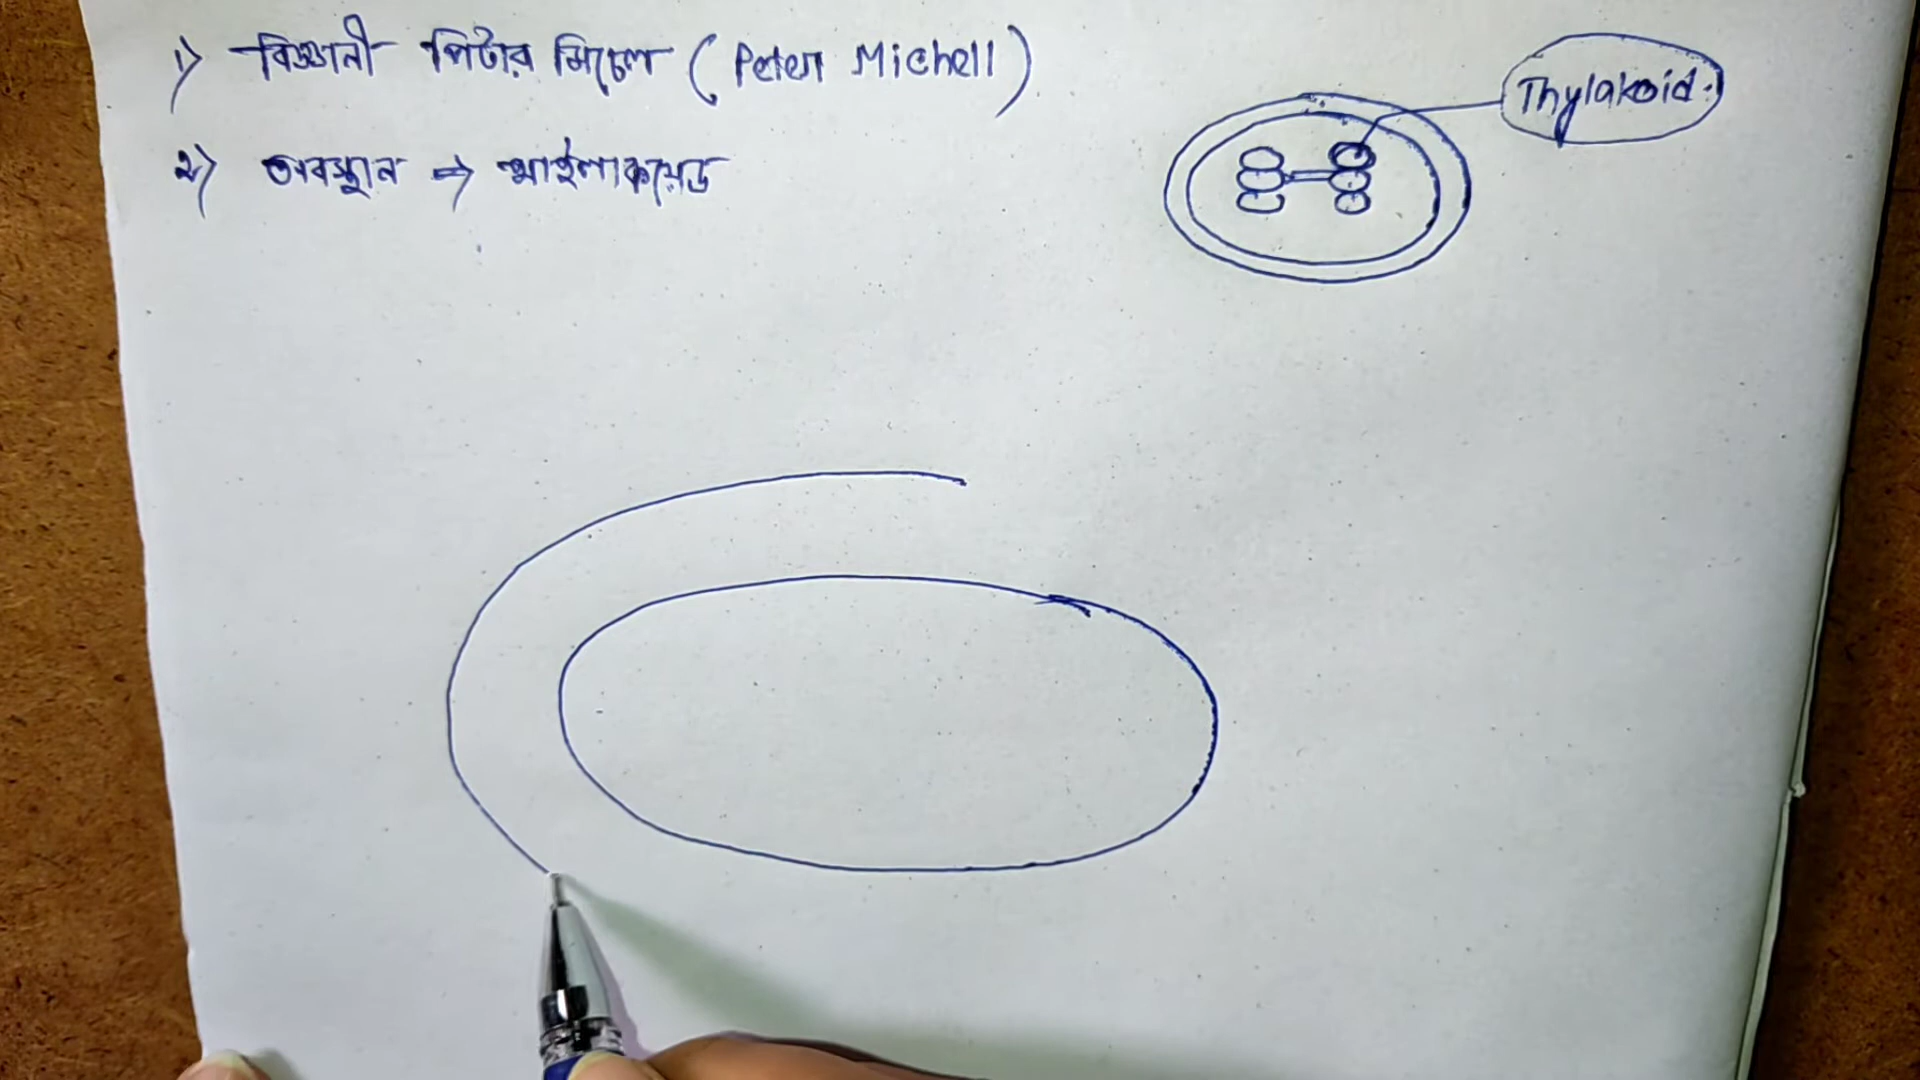 ১) বিজ্ঞানী পিটার মিচেল (Peter Michell)
Thylakoid.
২) অবস্থান ⇒ থাইলাকয়েড